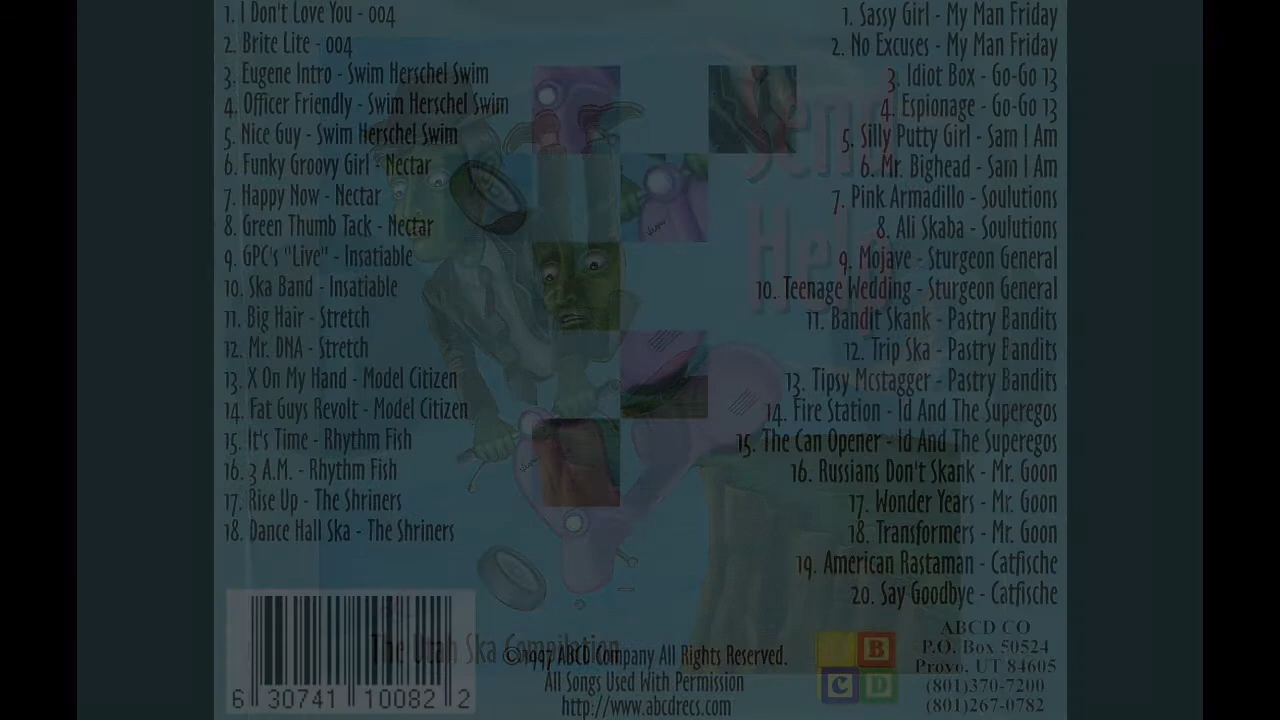 1. I Don't Love You - 004
2. Brite Lite - 004
3. Eugene Intro - Swim Herschel Swim
4. Officer Friendly - Swim Herschel Swim
5. Nice Guy - Swim Herschel Swim
6. Funky Groovy Girl - Nectar
7. Happy Now - Nectar
8. Green Thumb Tack - Nectar
9. GPC's "Live" - Insatiable
10. Ska Band - Insatiable
11. Big Hair - Stretch
12. Mr. DNA - Stretch
13. X On My Hand - Model Citizen
14. Fat Guys Revolt - Model Citizen
15. It's Time - Rhythm Fish
16. 3 A.M. - Rhythm Fish
17. Rise Up - The Shriners
18. Dance Hall Ska - The Shriners
1. Sassy Girl - My Man Friday
2. No Excuses - My Man Friday
3. Idiot Box - Go-Go 13
4. Espionage - Go-Go 13
5. Silly Putty Girl - Sam I Am
6. Mr. Bighead - Sam I Am
7. Pink Armadillo - Soulutions
8. Ali Skaba - Soulutions
9. Mojave - Sturgeon General
10. Teenage Wedding - Sturgeon General
11. Bandit Skank - Pastry Bandits
12. Trip Ska - Pastry Bandits
13. Tipsy Mcstagger - Pastry Bandits
14. Fire Station - Id And The Superegos
15. The Can Opener - Id And The Superegos
16. Russians Don't Skank - Mr. Goon
17. Wonder Years - Mr. Goon
18. Transformers - Mr. Goon
19. American Rastaman - Catfische
20. Say Goodbye - Catfische
Send
Help
Vespa
Vespa
The Utah Ska Compilation
6 30741 10082 2
©1997 ABCD Company All Rights Reserved.
All Songs Used With Permission
http://www.abcdrecs.com
B
C D
ABCD CO
P.O. Box 50524
Provo, UT 84605
(801)370-7200
(801)267-0782